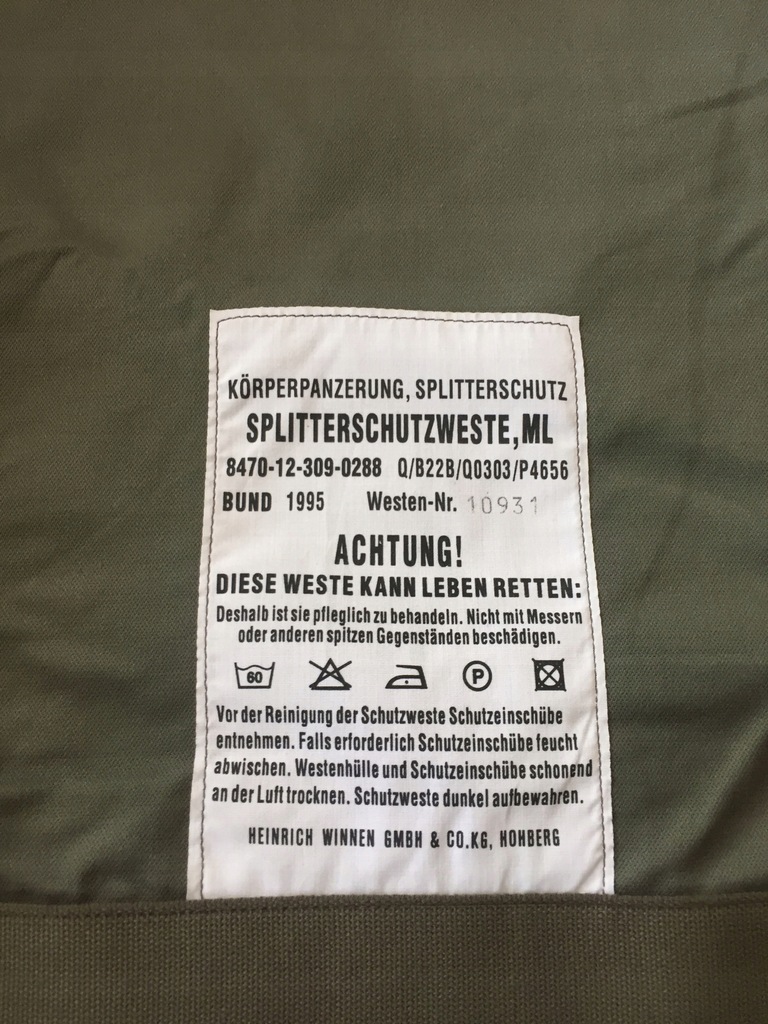 KÖRPERPANZERUNG, SPLITTERSCHUTZ
SPLITTERSCHUTZWESTE,ML
8470-12-309-0288 Q/B22B/Q0303/P4656
BUND 1995 Westen-Nr. 10931
ACHTUNG!
DIESE WESTE KANN LEBEN RETTEN:
Deshalb ist sie pfleglich zu behandeln. Nicht mit Messern
oder anderen spitzen Gegenständen beschädigen.
60 P
Vor der Reinigung der Schutzweste Schutzeinschübe
entnehmen. Falls erforderlich Schutzeinschübe feucht
abwischen. Westenhülle und Schutzeinschübe schonend
an der Luft trocknen. Schutzweste dunkel aufbewahren.
HEINRICH WINNEN GMBH & CO.KG, HOHBERG